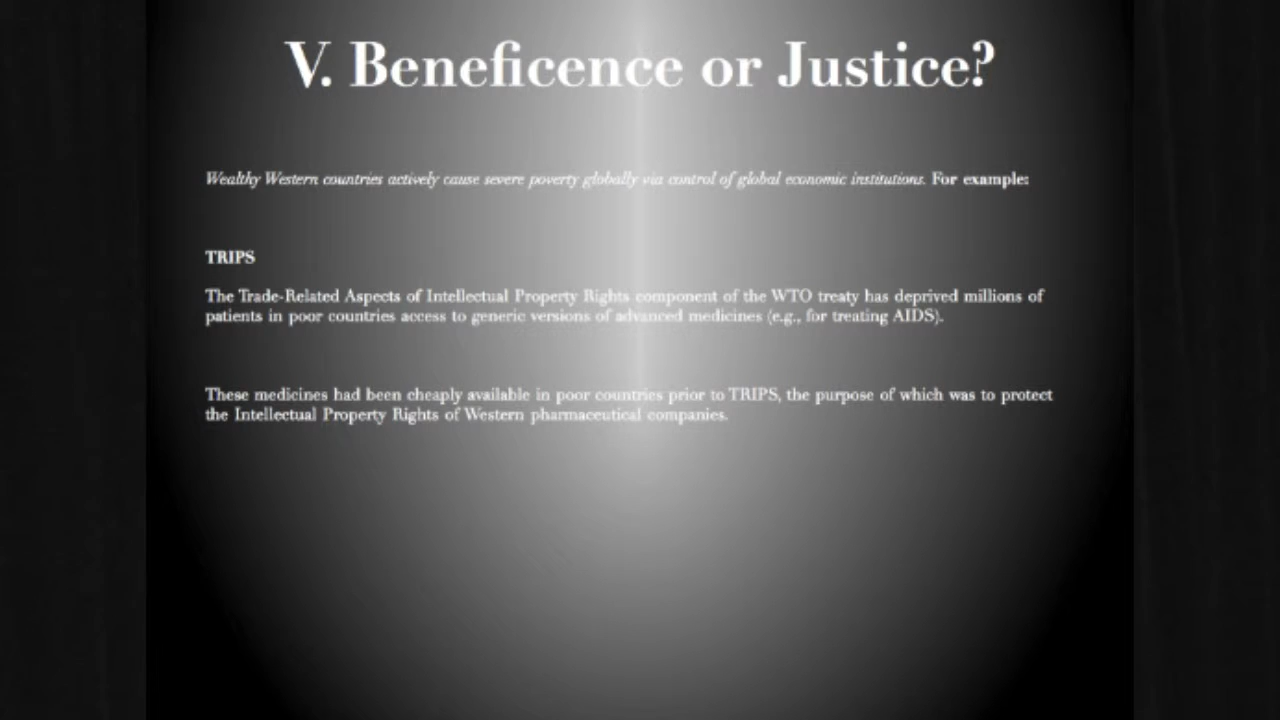 V. Beneficence or Justice?
Wealthy Western countries actively cause severe poverty globally via control of global economic institutions. For example:
TRIPS
The Trade-Related Aspects of Intellectual Property Rights component of the WTO treaty has deprived millions of
patients in poor countries access to generic versions of advanced medicines (e.g., for treating AIDS).
These medicines had been cheaply available in poor countries prior to TRIPS, the purpose of which was to protect
the Intellectual Property Rights of Western pharmaceutical companies.